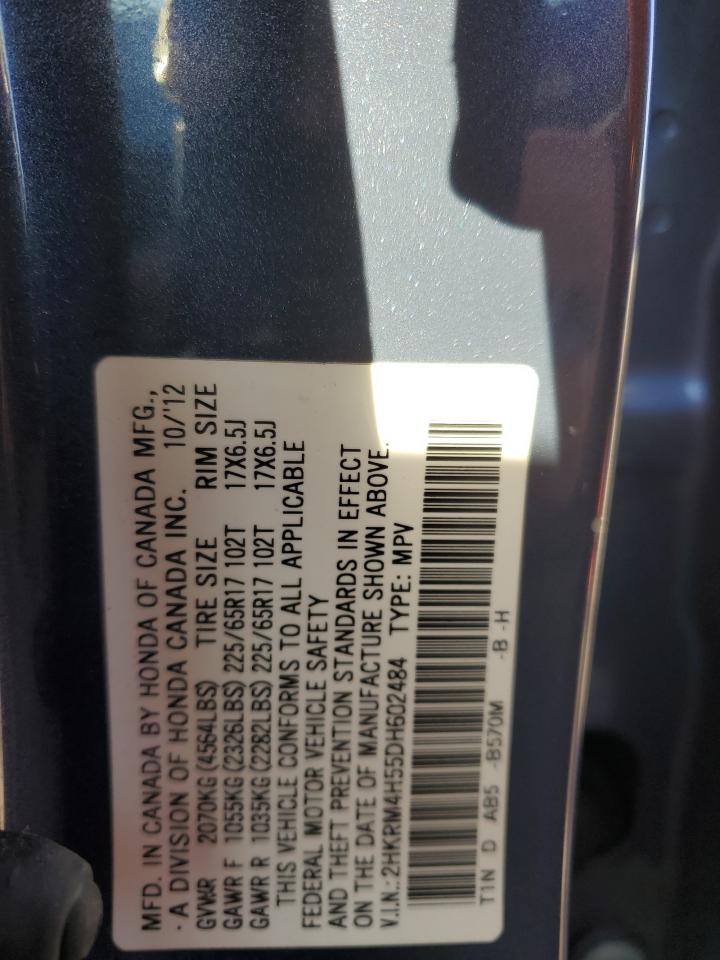 MFD. IN CANADA BY HONDA OF CANADA MFG.,
· A DIVISION OF HONDA CANADA INC. 10/'12
GVWR 2070KG (4564LBS) TIRE SIZE RIM SIZE
GAWR F 1055KG (2326LBS) 225/65R17 102T 17X6.5J
GAWR R 1035KG (2282LBS) 225/65R17 102T 17X6.5J
THIS VEHICLE CONFORMS TO ALL APPLICABLE
FEDERAL MOTOR VEHICLE SAFETY
AND THEFT PREVENTION STANDARDS IN EFFECT
ON THE DATE OF MANUFACTURE SHOWN ABOVE.
V.I.N.:2HKRM4H55DH602484 TYPE: MPV
T1N D AB5 -B570M -B -H